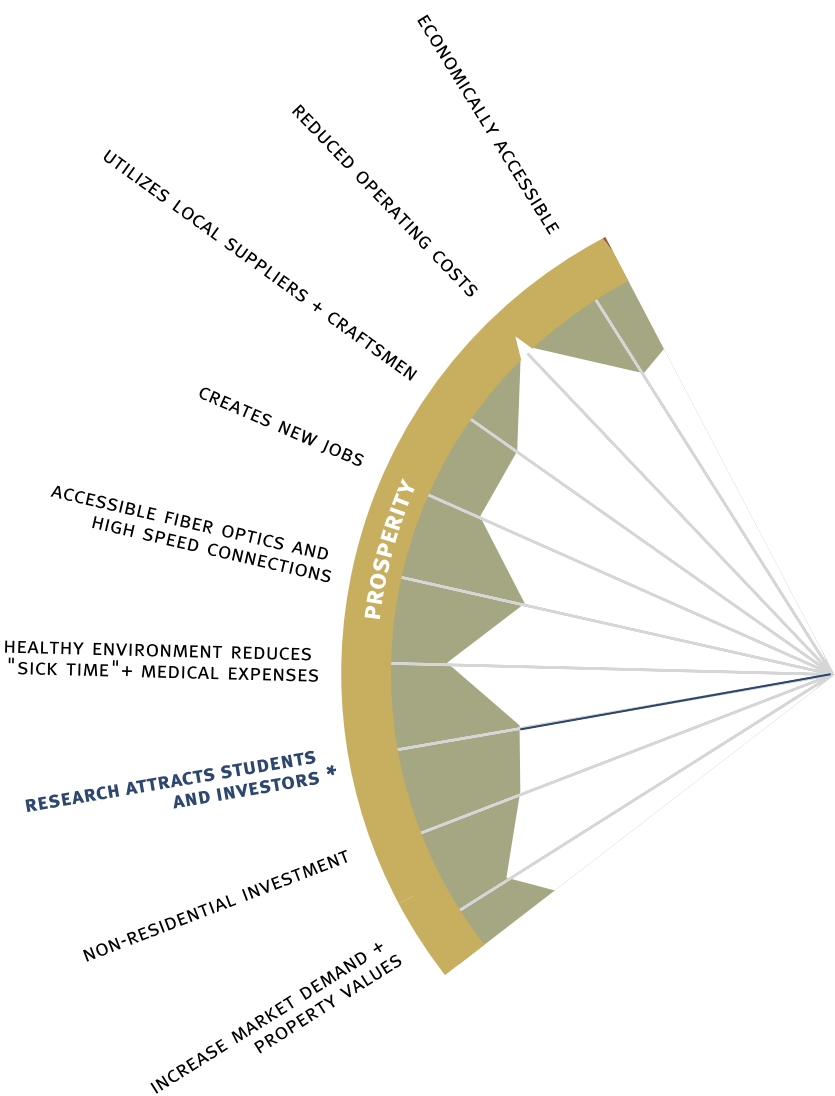 ECONOMICALLY ACCESSIBLE
REDUCED OPERATING COSTS
UTILIZES LOCAL SUPPLIERS + CRAFTSMEN
CREATES NEW JOBS
ACCESSIBLE FIBER OPTICS AND
HIGH SPEED CONNECTIONS
PROSPERITY
HEALTHY ENVIRONMENT REDUCES
"SICK TIME"+ MEDICAL EXPENSES
RESEARCH ATTRACTS STUDENTS
AND INVESTORS *
NON-RESIDENTIAL INVESTMENT
INCREASE MARKET DEMAND +
PROPERTY VALUES